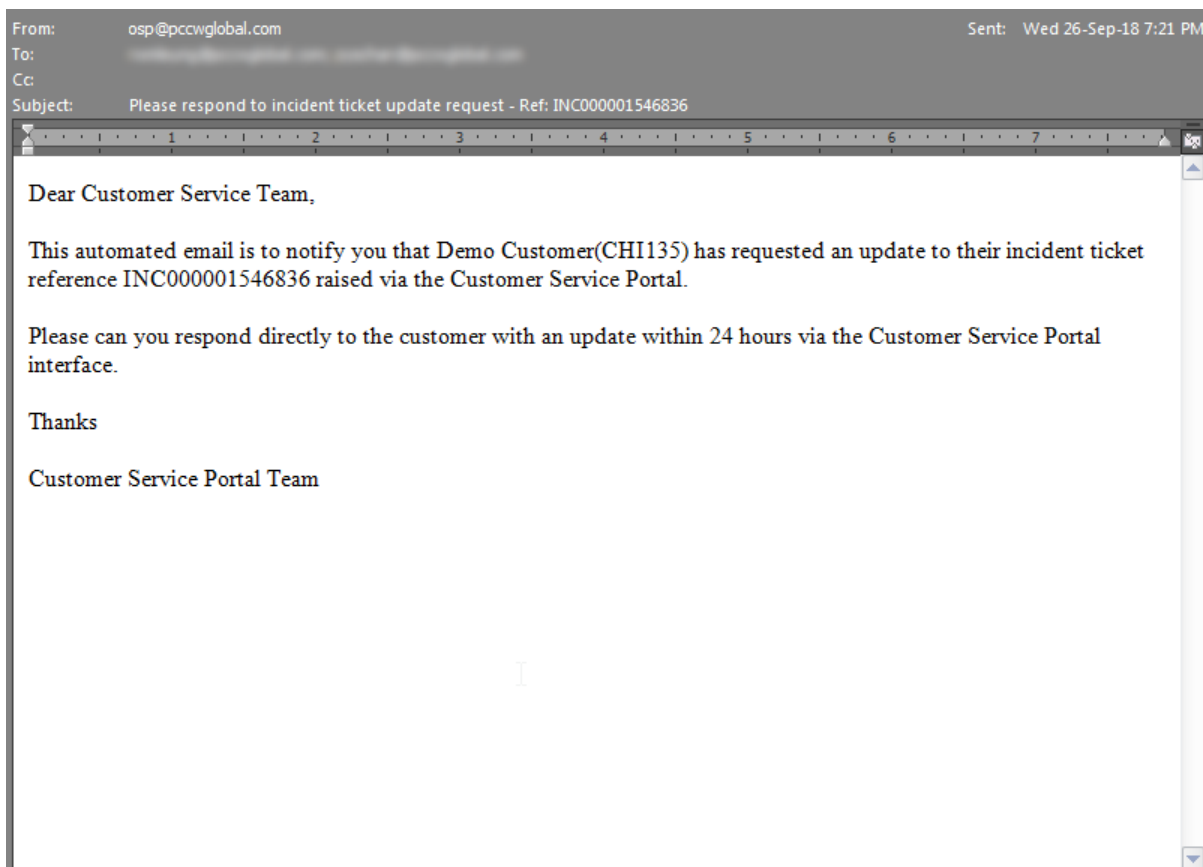 From: osp@pccwglobal.com Sent: Wed 26-Sep-18 7:21 PM
To:
Cc:
Subject: Please respond to incident ticket update request - Ref: INC000001546836
1 2 3 4 5 6 7
Dear Customer Service Team,
This automated email is to notify you that Demo Customer(CHI135) has requested an update to their incident ticket
reference INC000001546836 raised via the Customer Service Portal.
Please can you respond directly to the customer with an update within 24 hours via the Customer Service Portal
interface.
Thanks
Customer Service Portal Team